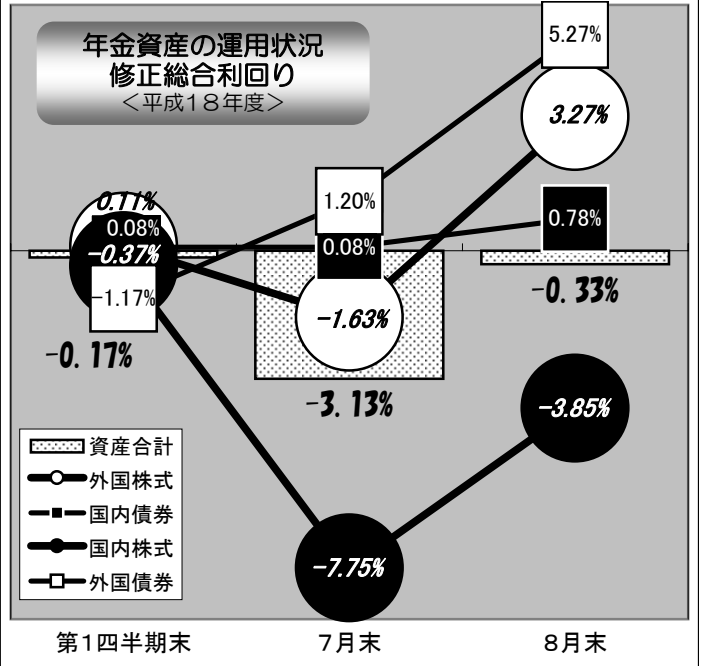 年金資産の運用状況
修正総合利回り
＜平成18年度＞
5.27%
3.27%
0.78%
-0.33%
-3.85%
1.20%
0.08%
-1.63%
-3.13%
-7.75%
0.11%
0.08%
-0.37%
-1.17%
-0.17%
資産合計
外国株式
国内債券
国内株式
外国債券
第1四半期末 7月末 8月末